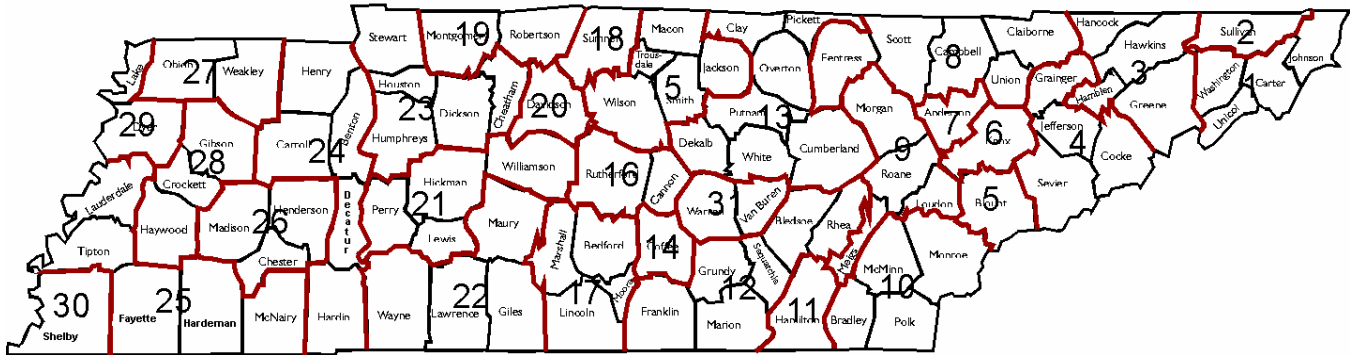 Stewart
Montgomery
19
Robertson
Sumner
18
Macon
Trous-
dale
Clay
Pickett
Jackson
Overton
Fentress
Scott
Campbell
8
Claiborne
Hancock
Hawkins
3
Sullivan
2
Johnson
Washington
1
Carter
Unicoi
Greene
Hamblen
Grainger
Union
Lake
Obion
27
Weakley
Henry
Houston
23
Dickson
Humphreys
Cheatham
Davidson
20
Wilson
15
Smith
Putnam
13
Dekalb
White
Cumberland
Morgan
Anderson
7
Knox
6
Jefferson
4
Cocke
Sevier
29
Dyer
Gibson
28
Crockett
Carroll
24
Benton
Williamson
Rutherford
16
Cannon
Warren
31
Van Buren
Bledsoe
Rhea
Roane
9
Loudon
Blount
5
Lauderdale
Haywood
Madison
26
Henderson
Chester
Decatur
Perry
Hickman
21
Lewis
Maury
Marshall
Bedford
Coffee
14
Grundy
Sequatchie
Meigs
McMinn
Monroe
10
Tipton
30
Shelby
Fayette
25
Hardeman
McNairy
Hardin
Wayne
Lawrence
22
Giles
17
Lincoln
Moore
Franklin
12
Marion
Hamilton
11
Bradley
Polk